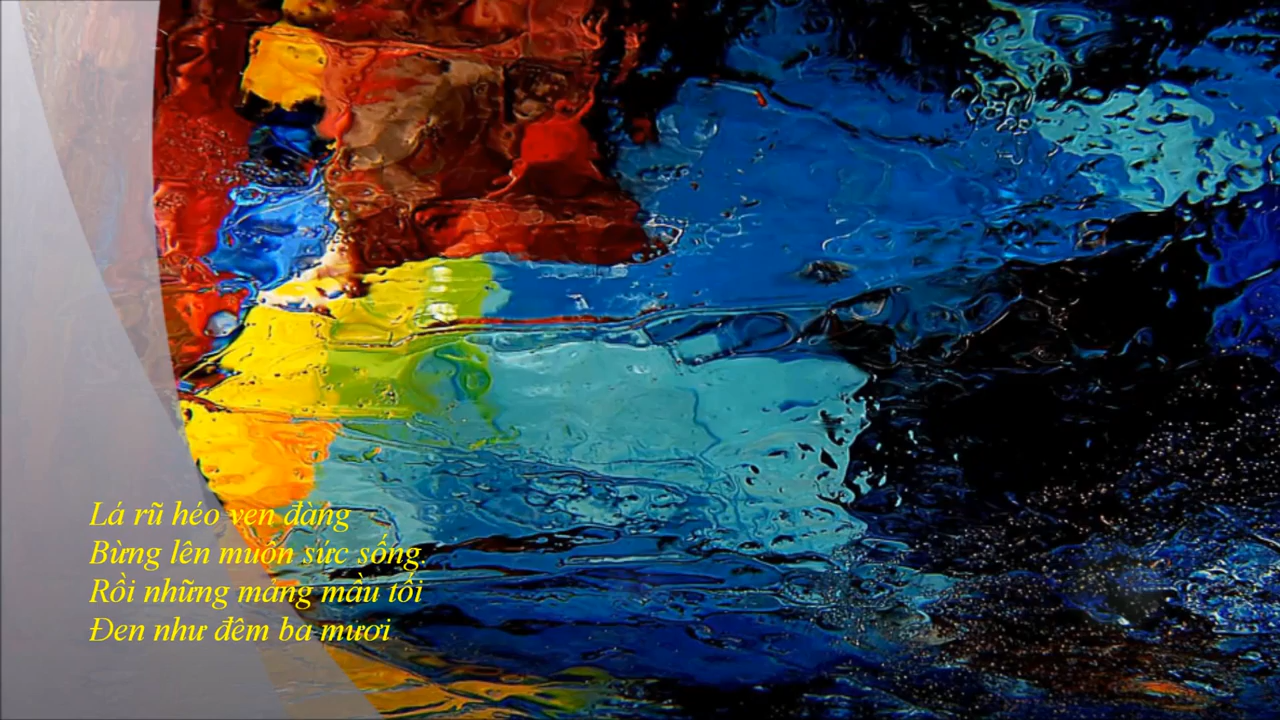 Lá rũ héo ven đàng
Bừng lên muôn sức sống.
Rồi những mảng mầu tối
Đen như đêm ba mươi